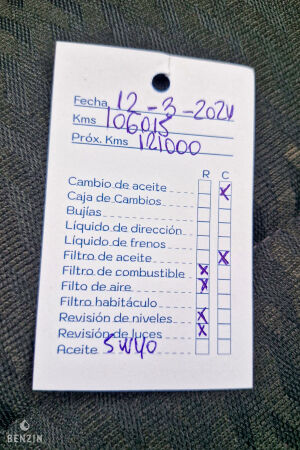 Fecha 12-3-2024
Kms 106015
Próx. Kms 121000
R C
Cambio de aceite X
Caja de Cambios
Bujías
Líquido de dirección
Líquido de frenos
Filtro de aceite X
Filtro de combustible X
Filto de aire X
Filtro habitáculo
Revisión de niveles X
Revisión de luces X
Aceite 5W40
BENZIN